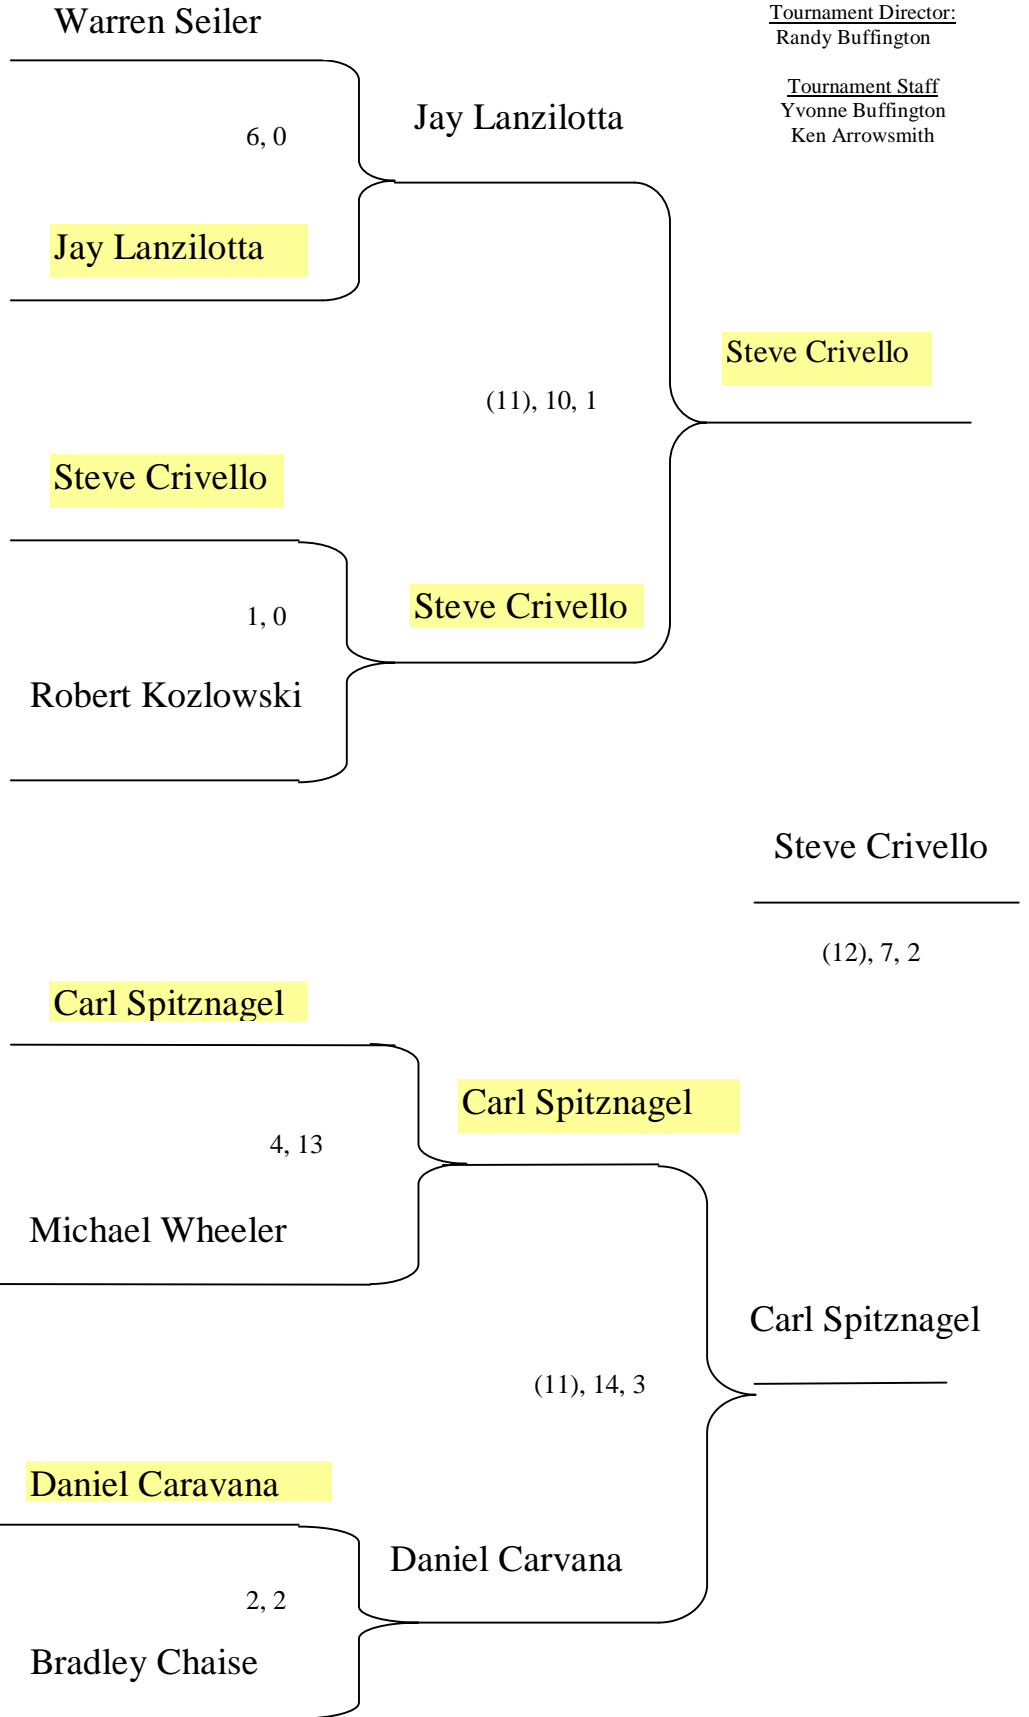 Warren Seiler
Tournament Director:
Randy Buffington
Tournament Staff
Yvonne Buffington
Ken Arrowsmith
Jay Lanzilotta
6, 0
Jay Lanzilotta
Steve Crivello
(11), 10, 1
Steve Crivello
Steve Crivello
1, 0
Robert Kozlowski
Steve Crivello
(12), 7, 2
Carl Spitznagel
Carl Spitznagel
4, 13
Michael Wheeler
Carl Spitznagel
(11), 14, 3
Daniel Caravana
Daniel Carvana
2, 2
Bradley Chaise